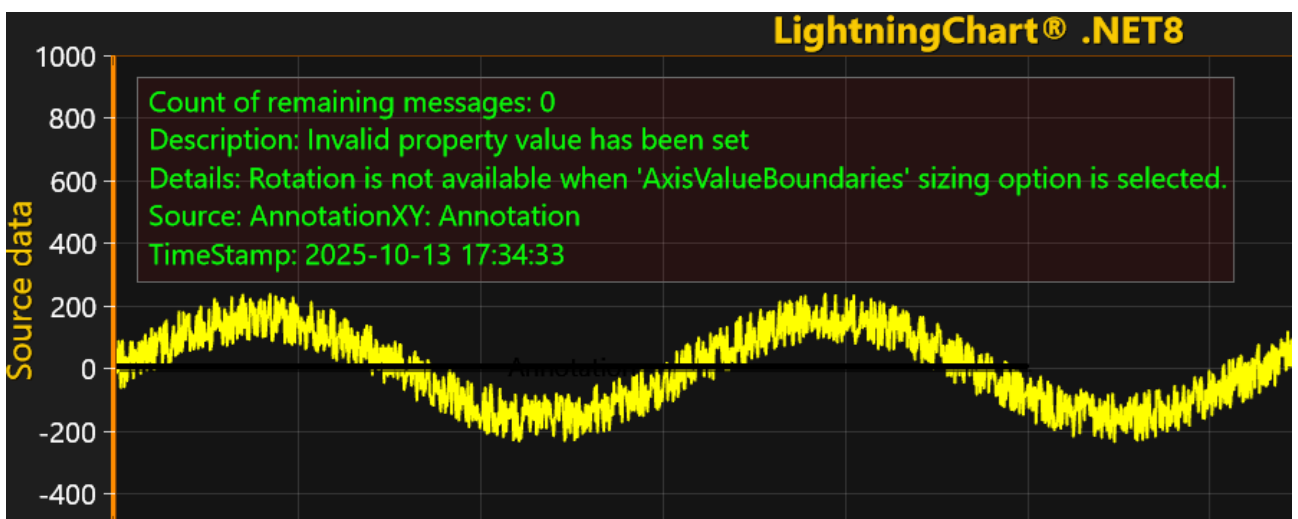 LightningChart® .NET8
Source data
1000
800
600
400
200
0
-200
-400
Count of remaining messages: 0
Description: Invalid property value has been set
Details: Rotation is not available when 'AxisValueBoundaries' sizing option is selected.
Source: AnnotationXY: Annotation
TimeStamp: 2025-10-13 17:34:33
Annotation